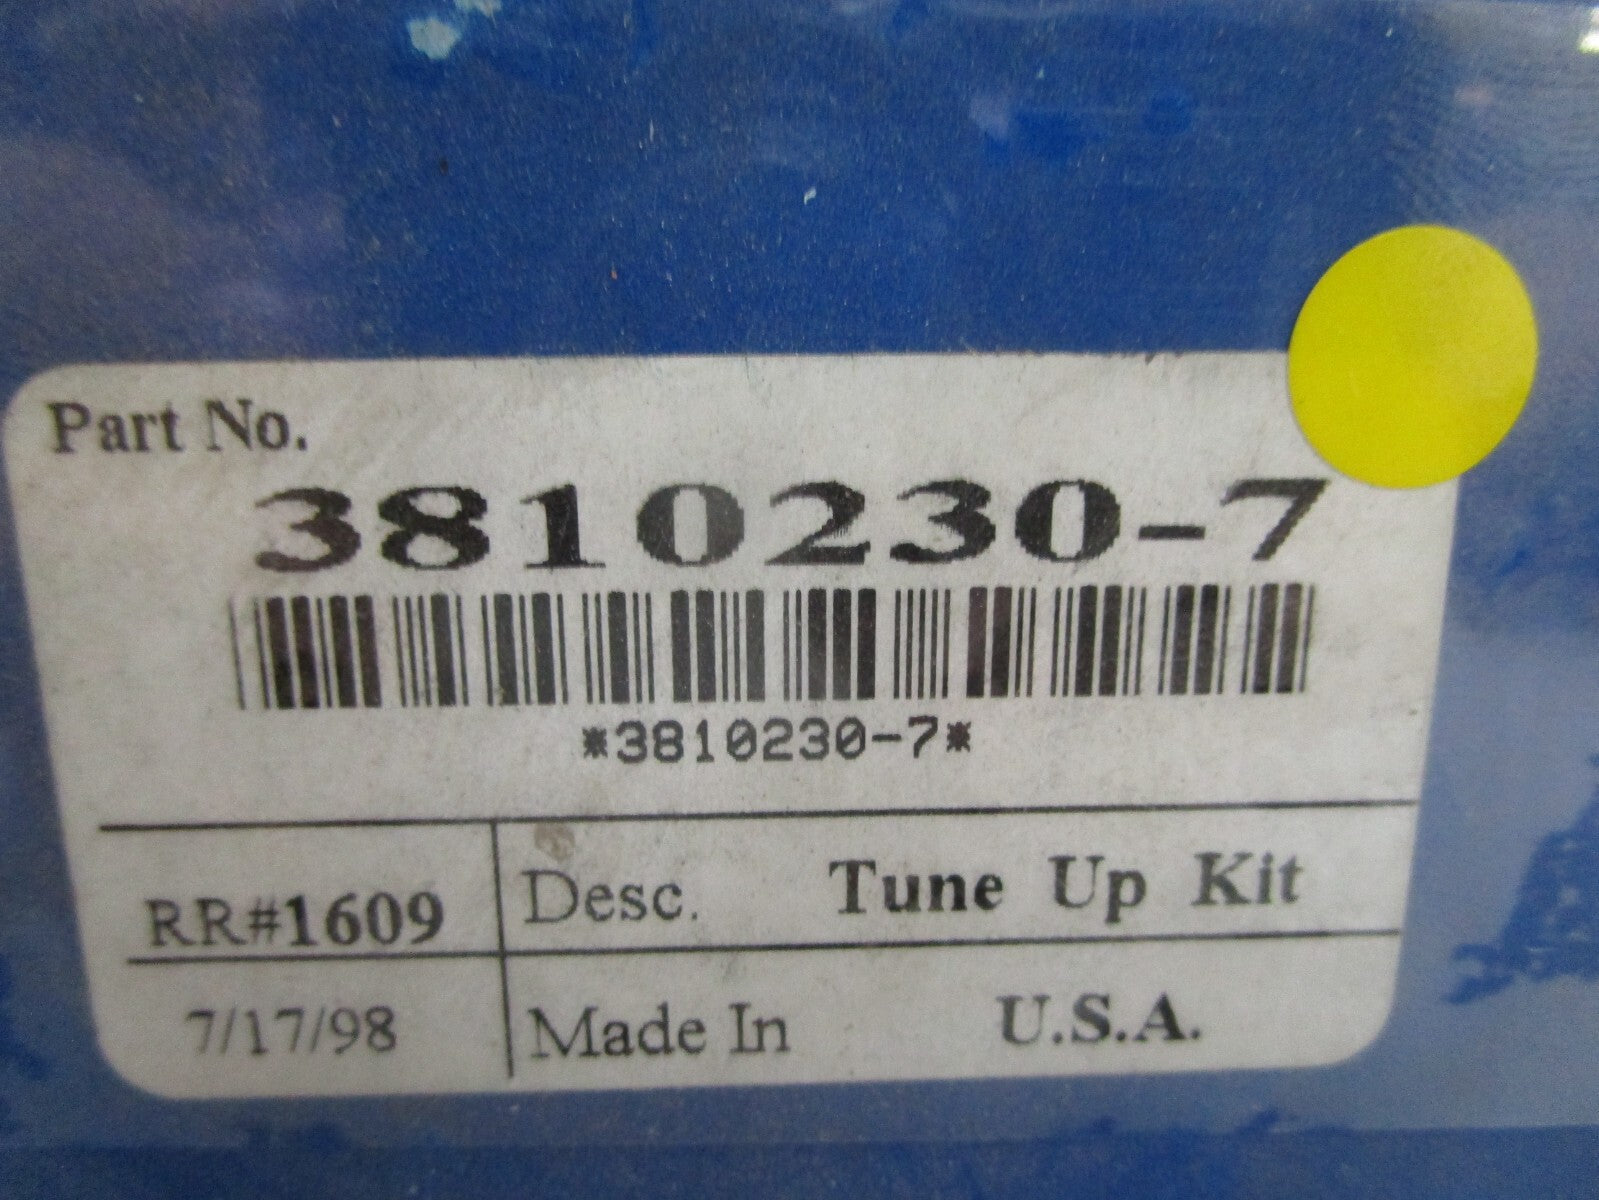 Part No.
3810230-7
*3810230-7*
RR#1609
Desc. Tune Up Kit
7/17/98
Made In U.S.A.